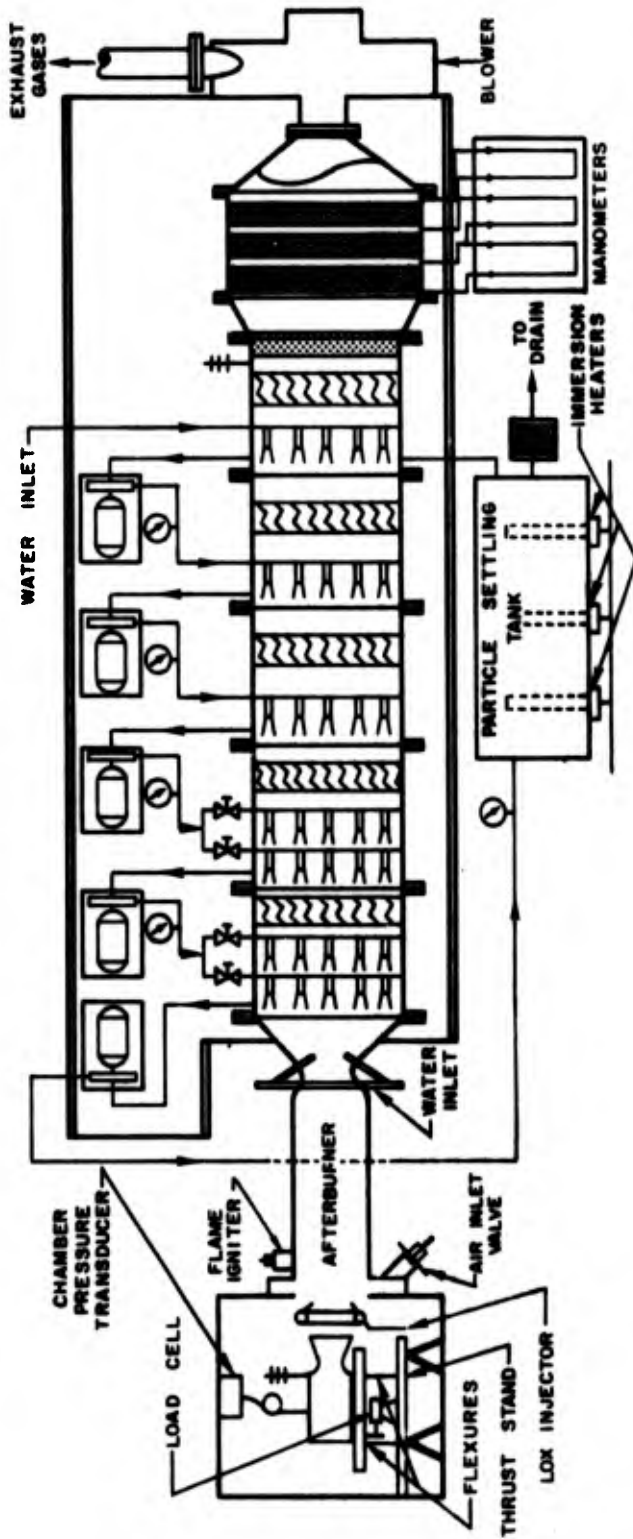 EXHAUST
GASES
BLOWER
WATER INLET
MANOMETERS
TO
DRAIN
IMMERSION
HEATERS
PARTICLE SETTLING
TANK
CHAMBER
PRESSURE
TRANSDUCER
FLAME
IGNITER
LOAD CELL
AFTERBURNER
WATER
INLET
AIR INLET
VALVE
FLEXURES
THRUST STAND
LOX INJECTOR